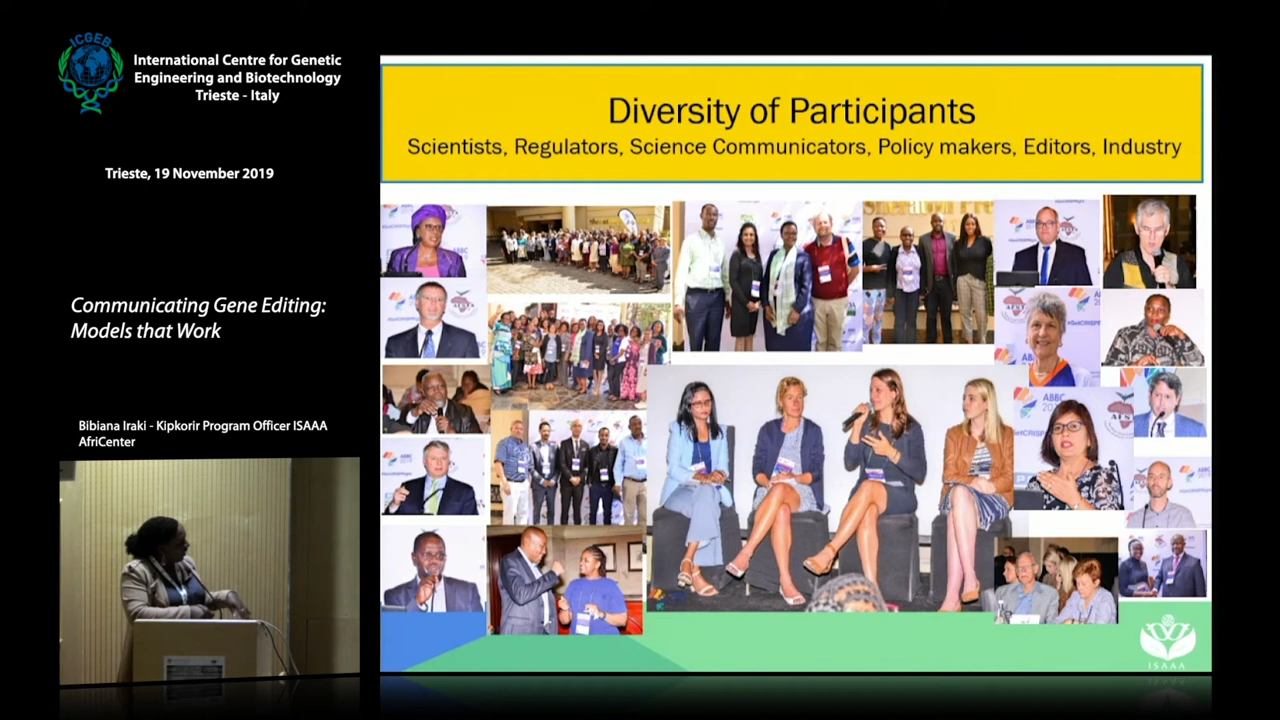 ICGEB
International Centre for Genetic
Engineering and Biotechnology
Trieste - Italy
Trieste, 19 November 2019
Communicating Gene Editing:
Models that Work
Bibiana Iraki - Kipkorir Program Officer ISAAA
AfriCenter
Diversity of Participants
Scientists, Regulators, Science Communicators, Policy makers, Editors, Industry
ISAAA